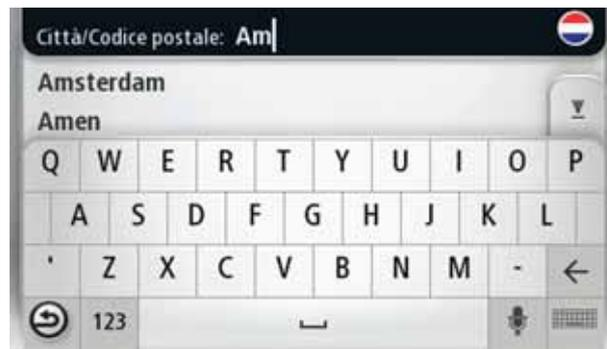 Città/Codice postale: Am
Amsterdam
Amen
Q W E R T Y U I O P
A S D F G H J K L
' Z X C V B N M -
123